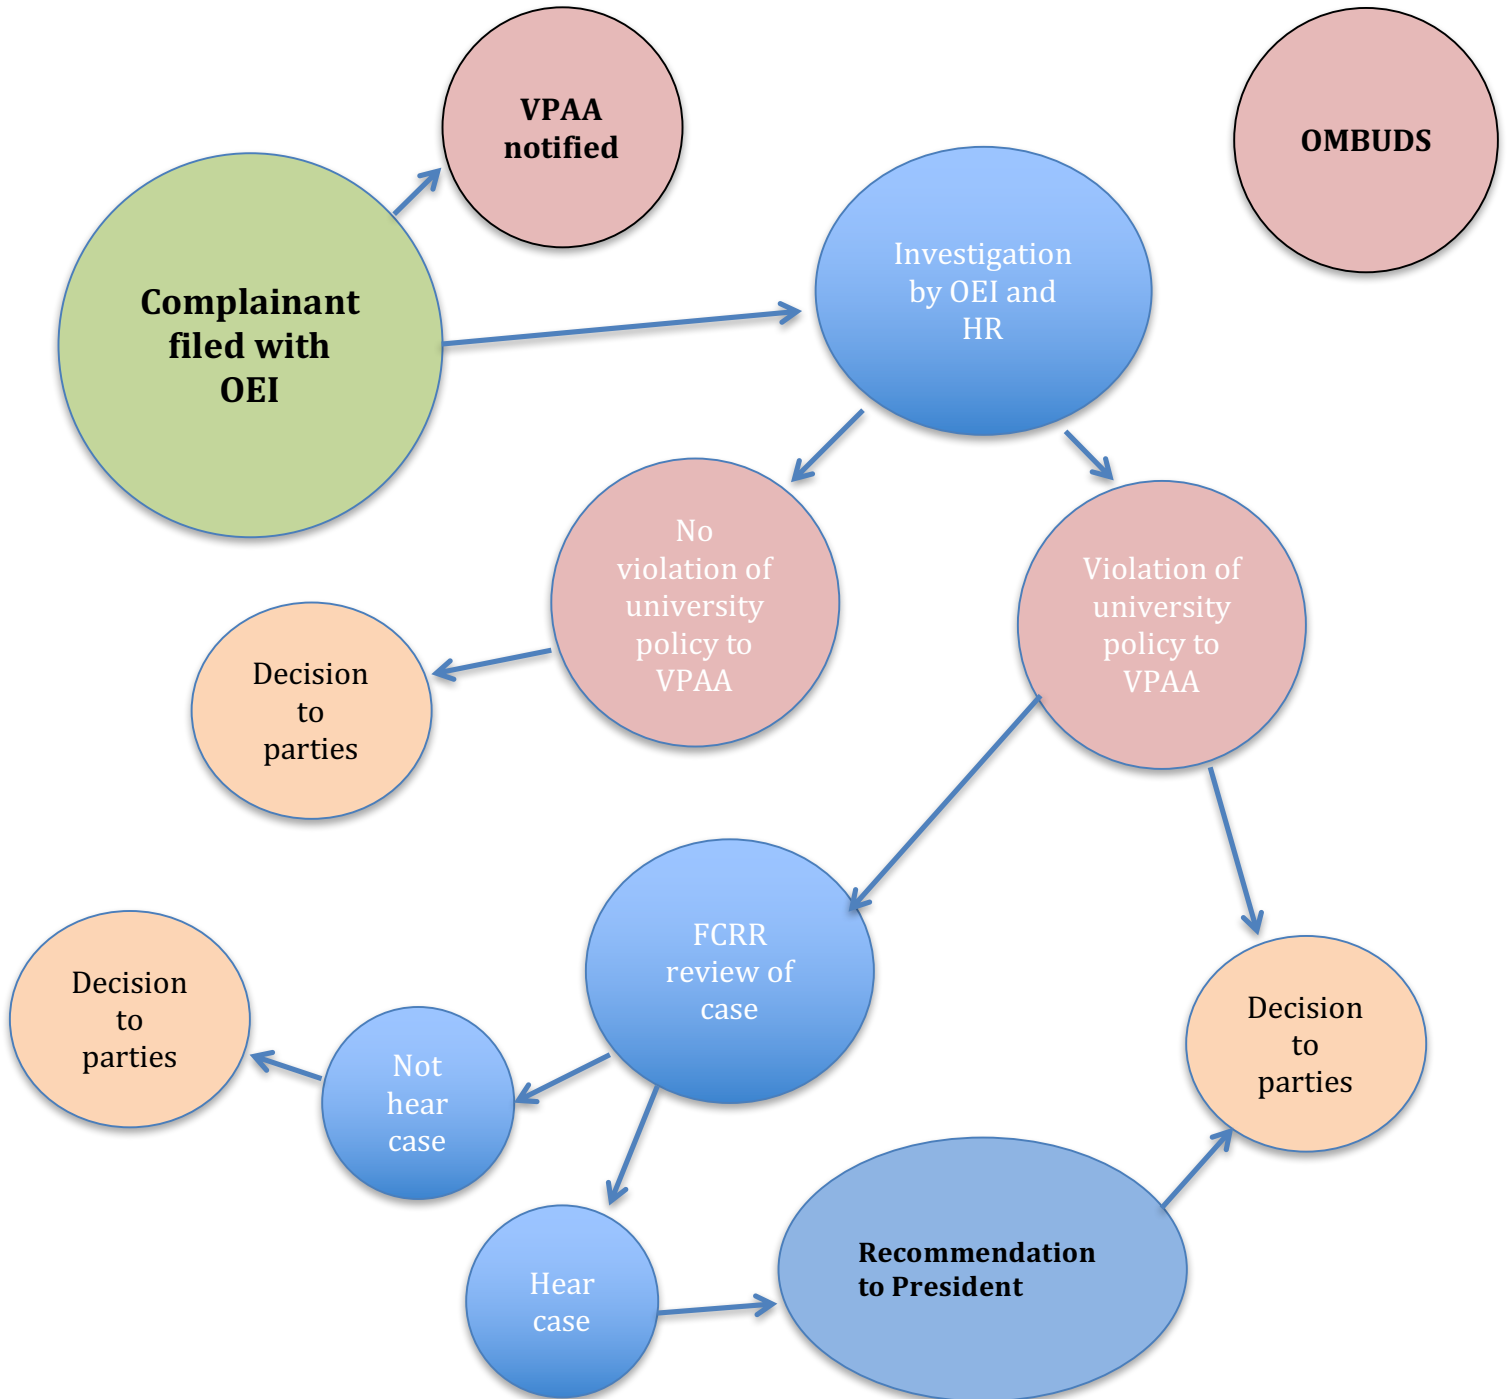 VPAA
notified
OMBUDS
Complainant
filed with
OEI
Investigation
by OEI and
HR
No
violation of
university
policy to
VPAA
Violation of
university
policy to
VPAA
Decision
to
parties
FCRR
review of
case
Decision
to
parties
Not
hear
case
Decision
to
parties
Hear
case
Recommendation
to President